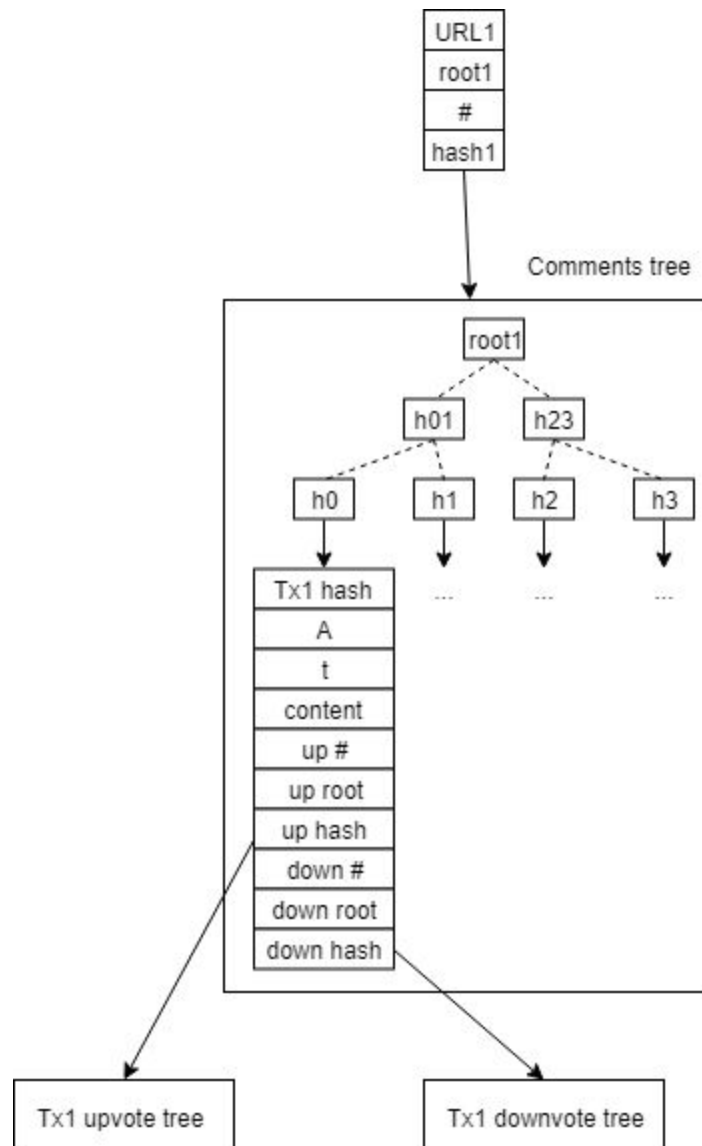 URL1
root1
#
hash1
Comments tree
root1
h01 h23
h0 h1 h2 h3
Tx1 hash ... ... ...
A
t
content
up #
up root
up hash
down #
down root
down hash
Tx1 upvote tree Tx1 downvote tree